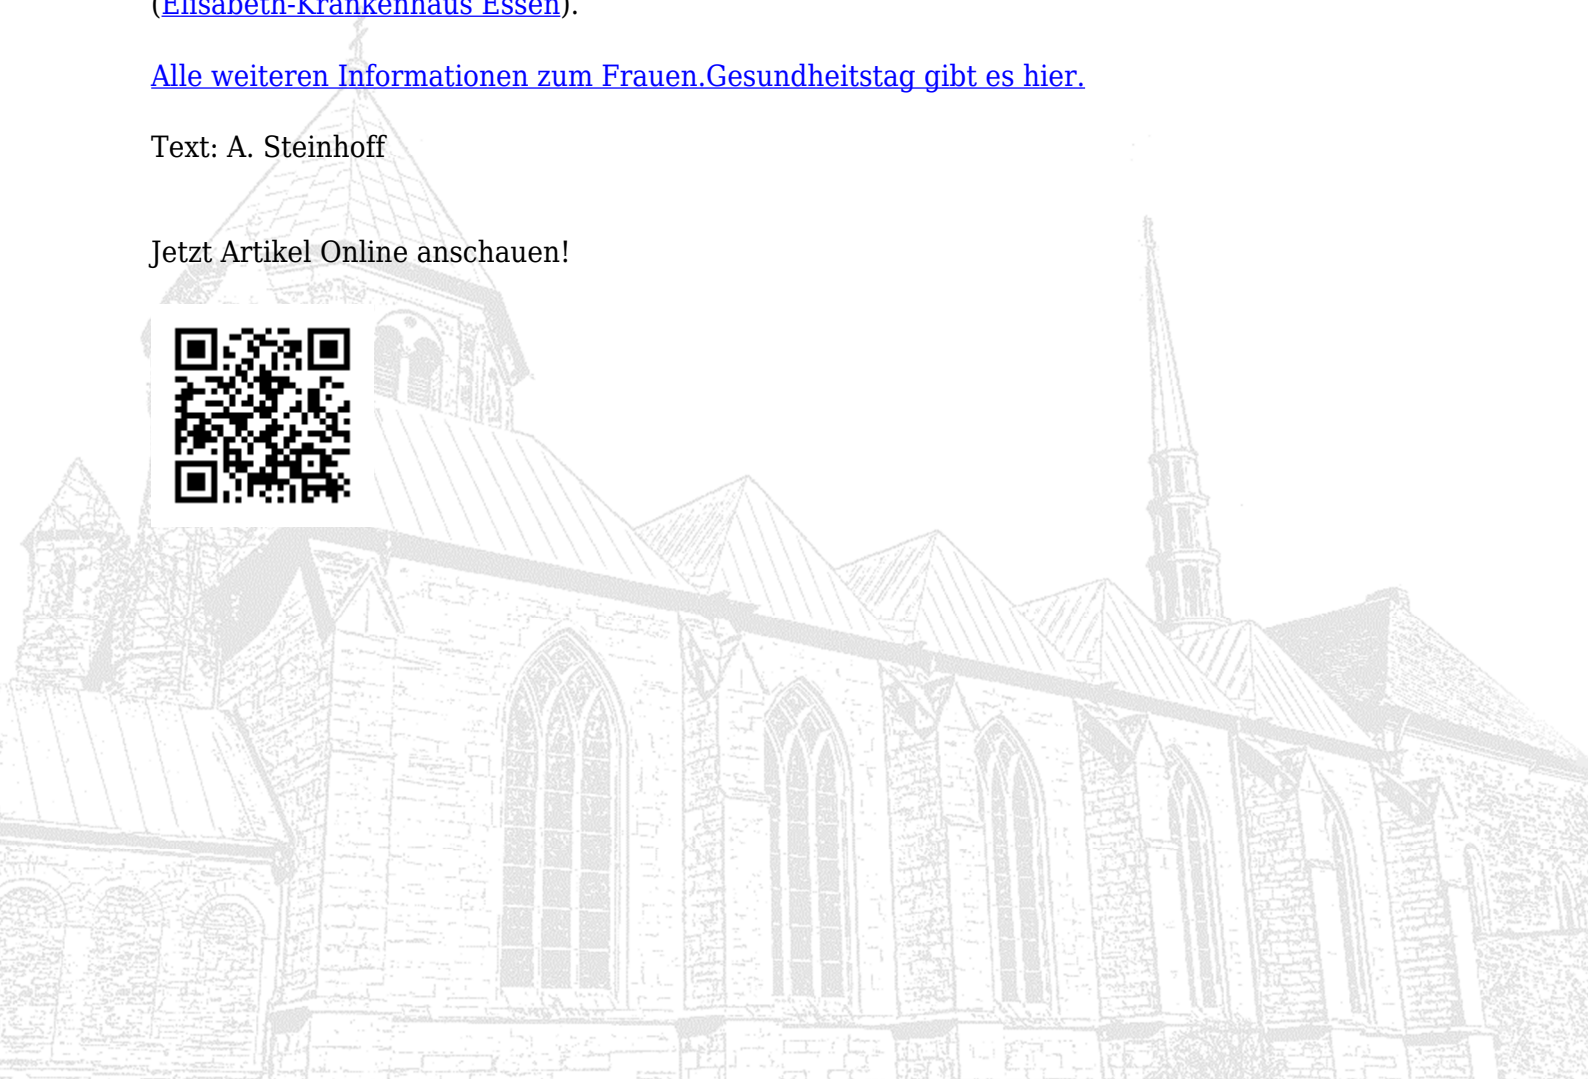 (Elisabeth-Krankenhaus Essen).
Alle weiteren Informationen zum Frauen.Gesundheitstag gibt es hier.
Text: A. Steinhoff
Jetzt Artikel Online anschauen!